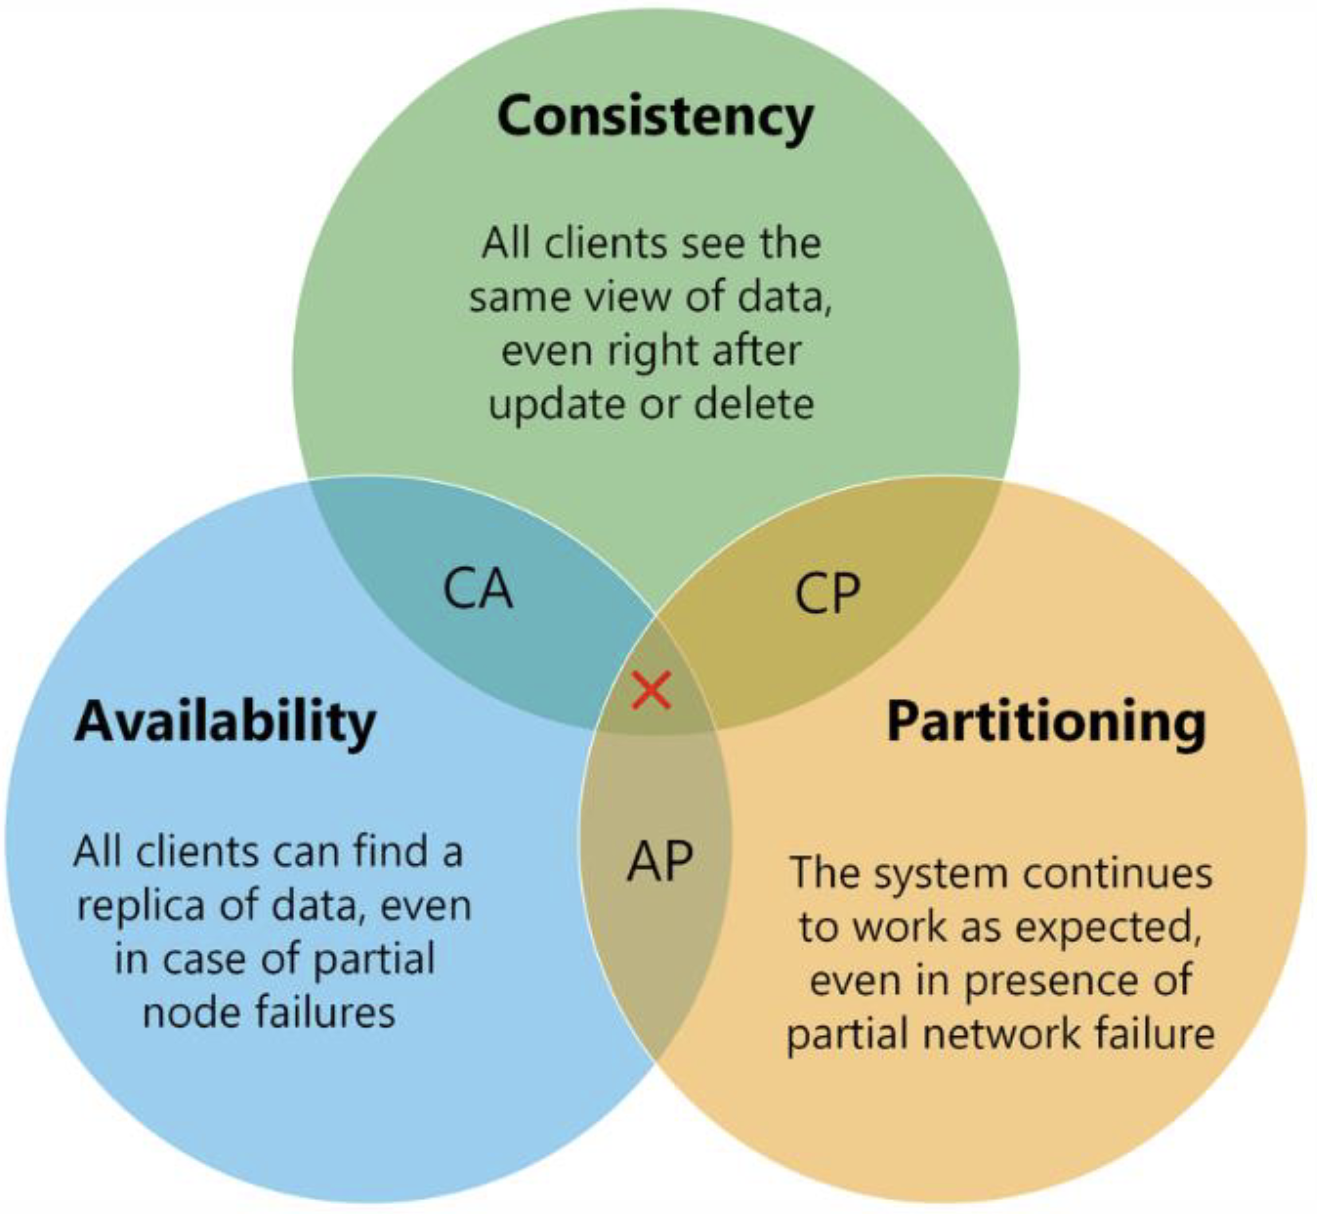 Consistency
All clients see the
same view of data,
even right after
update or delete
CA
CP
Availability
All clients can find a
replica of data, even
in case of partial
node failures
AP
Partitioning
The system continues
to work as expected,
even in presence of
partial network failure